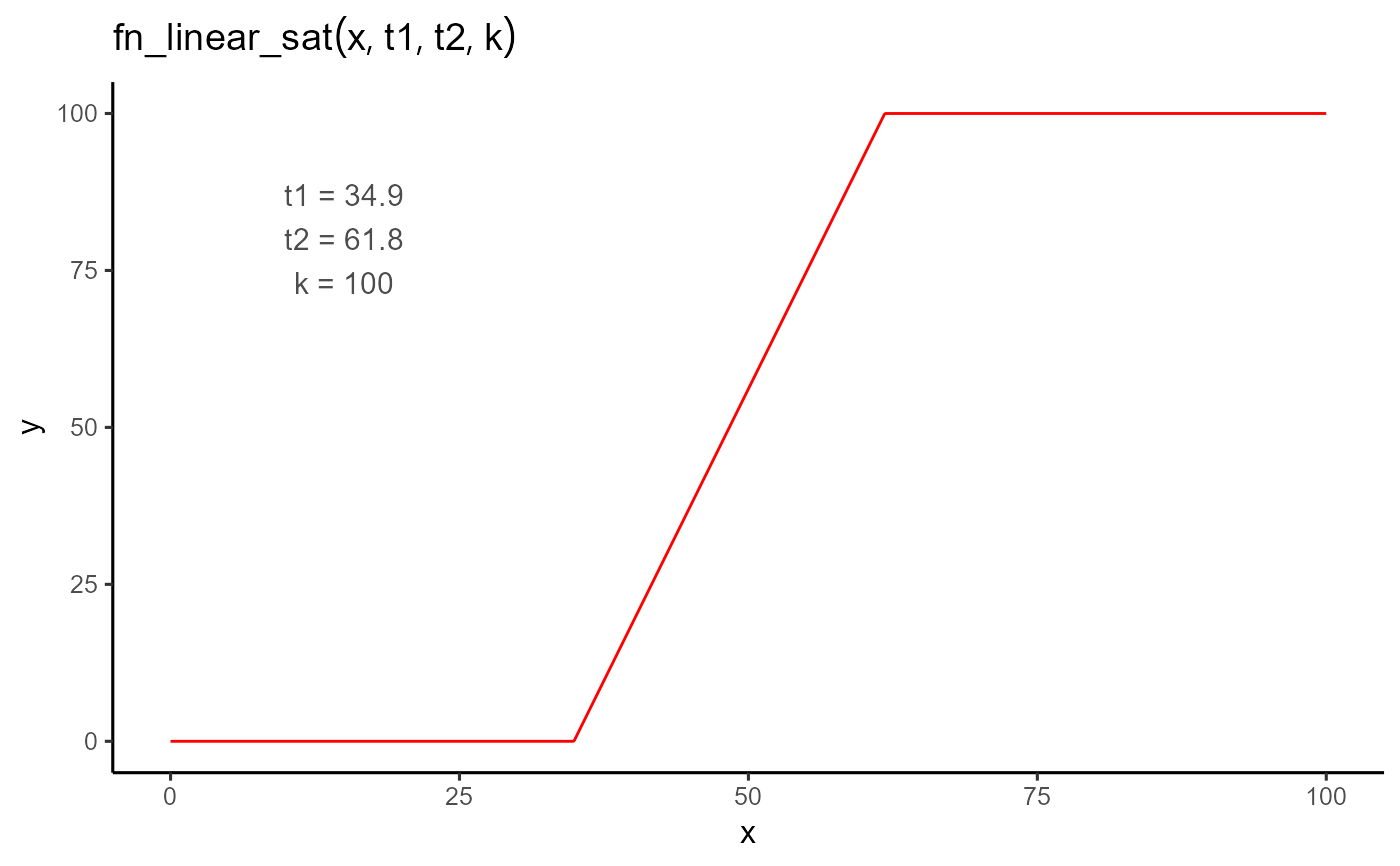 fn_linear_sat(x, t1, t2, k)
100
t1 = 34.9
t2 = 61.8
75
k = 100
y
50
25
0
0 25 50 75 100
x